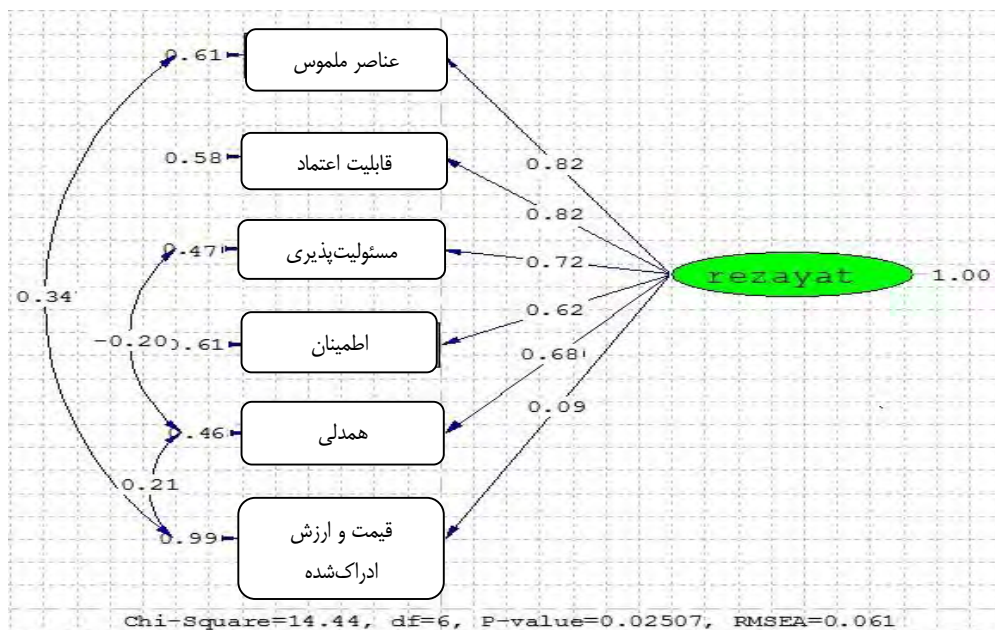 0.61
عناصر ملموس
0.82
0.58
قابلیت اعتماد
0.82
0.47
مسئولیت‌پذیری
0.72
rezayat
1.00
0.34
-0.20
0.61
اطمینان
0.62
0.68
0.46
همدلی
0.09
0.21
0.99
قیمت و ارزش
ادراک‌شده
Chi-Square=14.44, df=6, P-value=0.02507, RMSEA=0.061